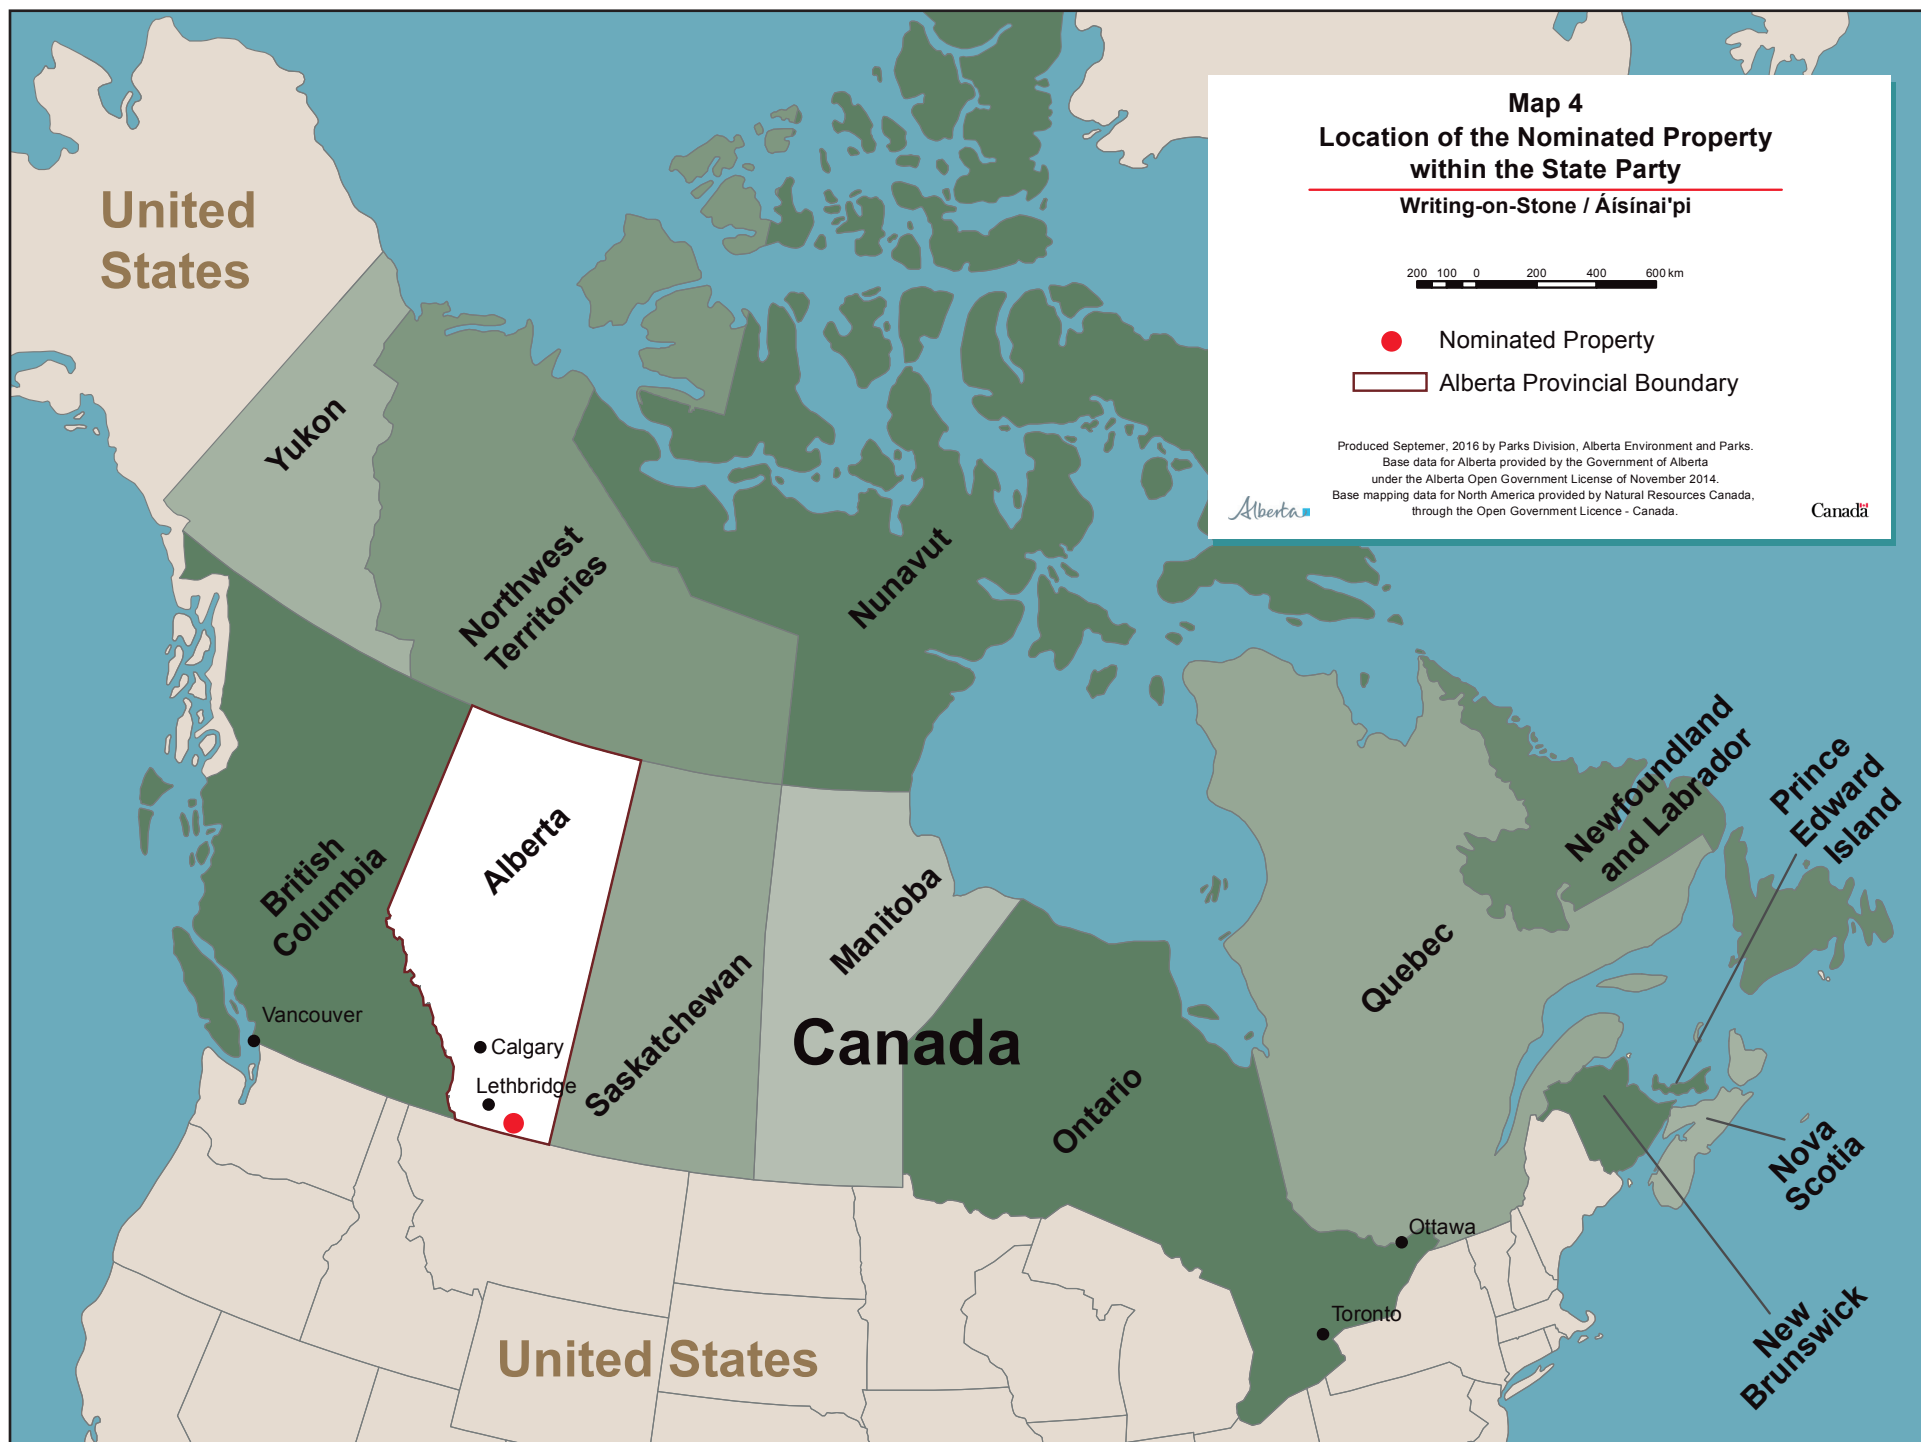 Map 4
Location of the Nominated Property
within the State Party
Writing-on-Stone / Áísínai'pi
200 100 0 200 400 600 km
Nominated Property
Alberta Provincial Boundary
Produced Septemer, 2016 by Parks Division, Alberta Environment and Parks.
Base data for Alberta provided by the Government of Alberta
under the Alberta Open Government License of November 2014.
Base mapping data for North America provided by Natural Resources Canada,
through the Open Government Licence - Canada.
Alberta
Canada
United
States
Yukon
Northwest
Territories
Nunavut
British
Columbia
Alberta
Saskatchewan
Manitoba
Canada
Ontario
Quebec
Newfoundland
and Labrador
Prince
Edward
Island
Nova
Scotia
New
Brunswick
Vancouver
Calgary
Lethbridge
Ottawa
Toronto
United States